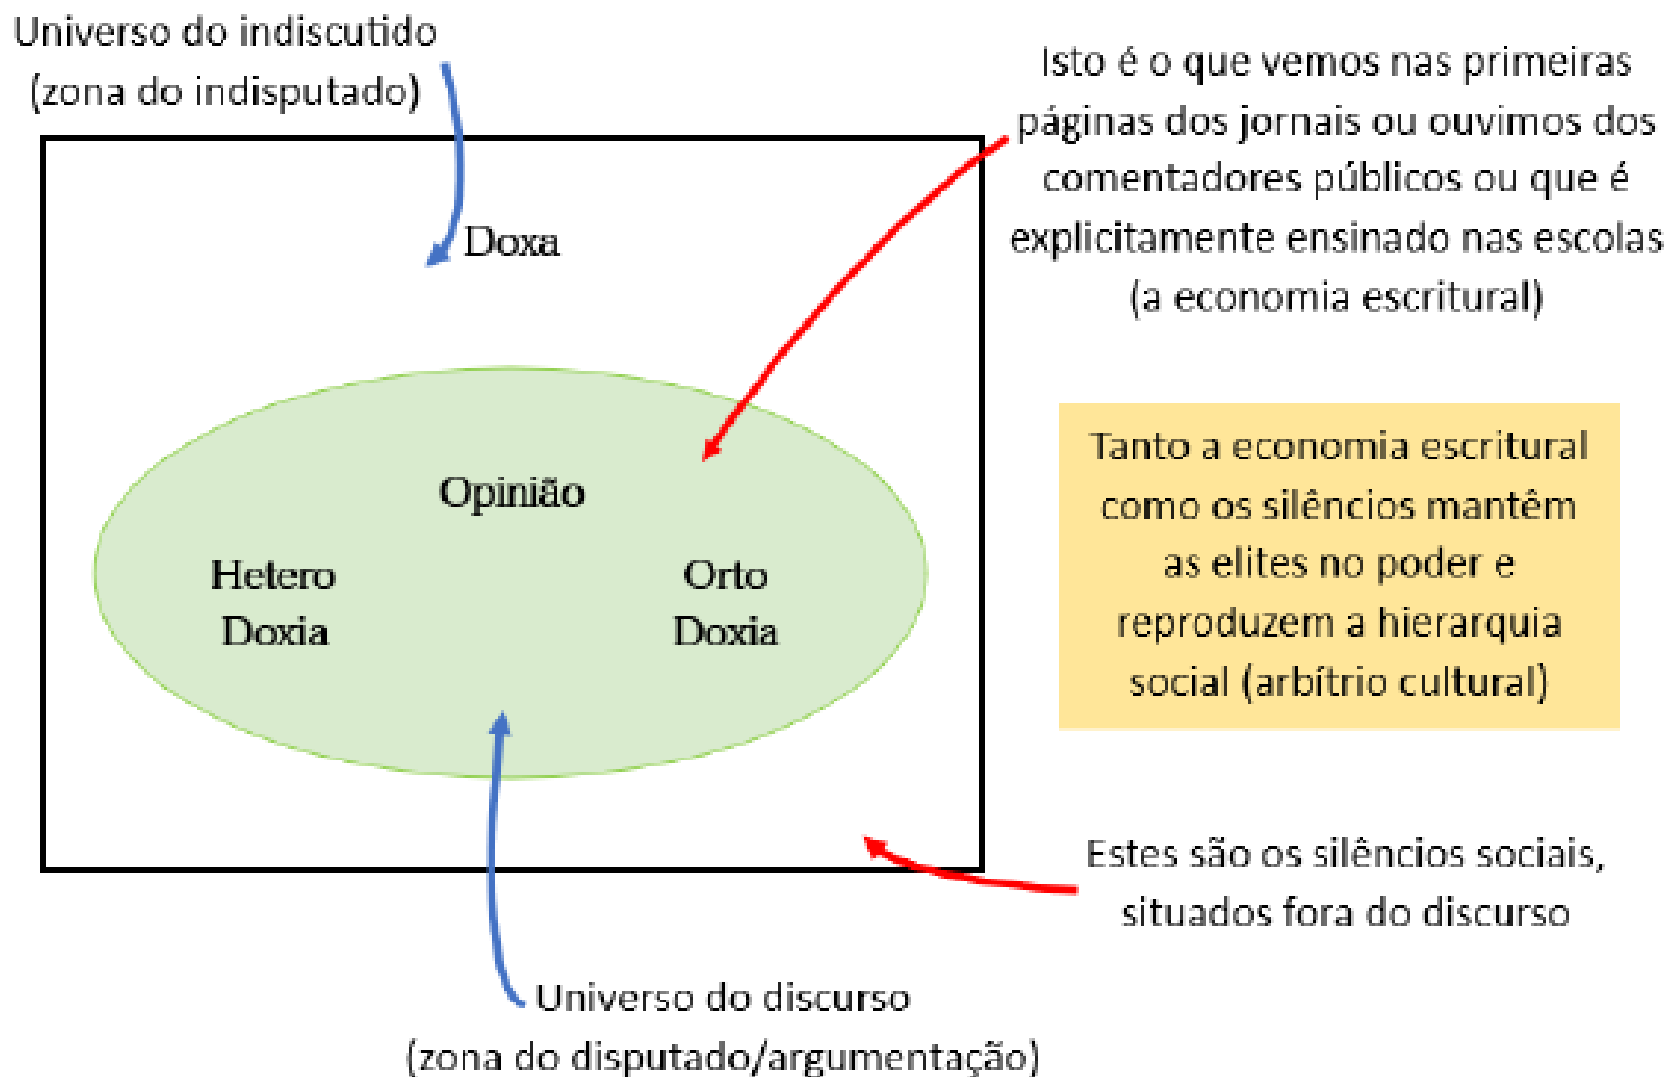 Universo do indiscutido
(zona do indisputado)
Isto é o que vemos nas primeiras
páginas dos jornais ou ouvimos dos
comentadores públicos ou que é
explicitamente ensinado nas escolas
(a economia escritural)
Doxa
Opinião
Hetero
Doxia
Orto
Doxia
Tanto a economia escritural
como os silêncios mantêm
as elites no poder e
reproduzem a hierarquia
social (arbítrio cultural)
Estes são os silêncios sociais,
situados fora do discurso
Universo do discurso
(zona do disputado/argumentação)